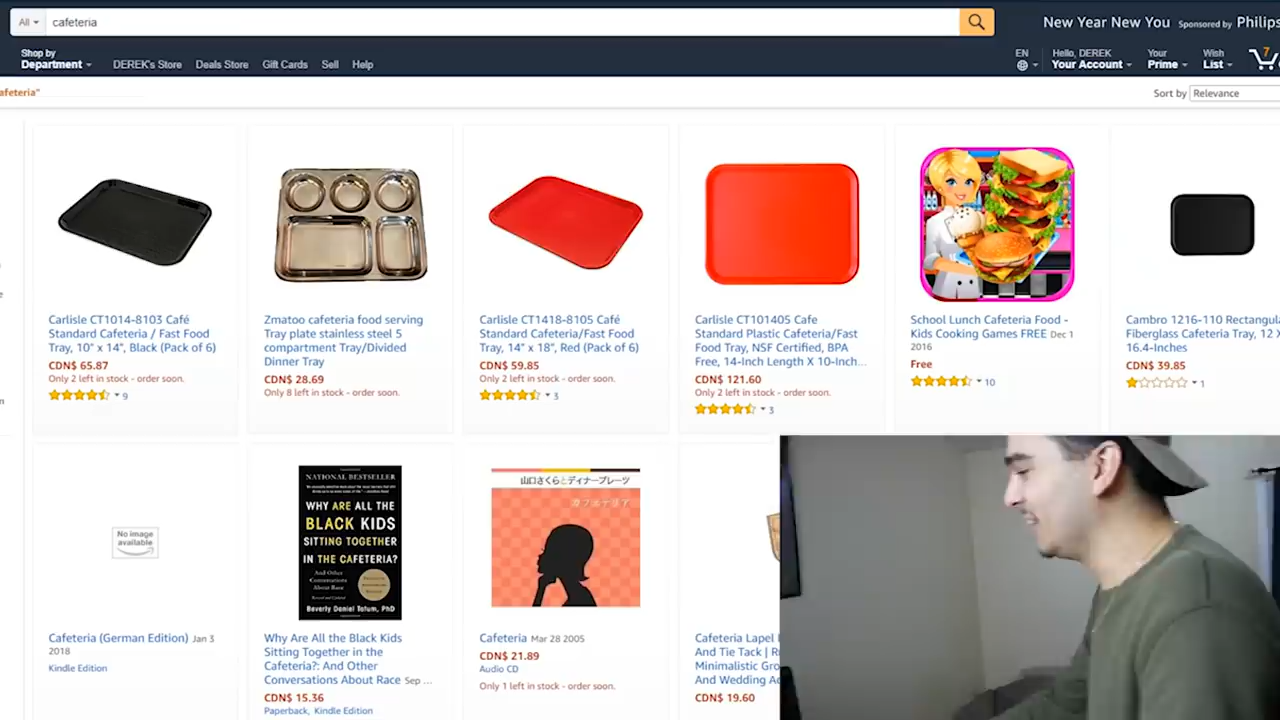 All
cafeteria
New Year New You Sponsored by Philips
Shop by
Department
DEREK's Store Deals Store Gift Cards Sell Help
EN
Hello, DEREK
Your Account
Your
Prime
Wish
List
7
afeteria"
Sort by Relevance
Carlisle CT1014-8103 Café
Standard Cafeteria / Fast Food
Tray, 10" x 14", Black (Pack of 6)
CDN$ 65.87
Only 2 left in stock - order soon.
9
Zmatoo cafeteria food serving
Tray plate stainless steel 5
compartment Tray/Divided
Dinner Tray
CDN$ 28.69
Only 8 left in stock - order soon.
Carlisle CT1418-8105 Café
Standard Cafeteria/Fast Food
Tray, 14" x 18", Red (Pack of 6)
CDN$ 59.85
Only 2 left in stock - order soon.
3
Carlisle CT101405 Cafe
Standard Plastic Cafeteria/Fast
Food Tray, NSF Certified, BPA
Free, 14-Inch Length X 10-Inch...
CDN$ 121.60
Only 2 left in stock - order soon.
3
School Lunch Cafeteria Food -
Kids Cooking Games FREE Dec 1
2016
Free
10
Cambro 1216-110 Rectangula
Fiberglass Cafeteria Tray, 12 X
16.4-Inches
CDN$ 39.85
1
No image
available
Cafeteria (German Edition) Jan 3
2018
Kindle Edition
NATIONAL BESTSELLER
WHY ARE ALL THE
BLACK KIDS
SITTING TOGETHER
IN THE CAFETERIA?
And Other
Conversations
About Race
Beverly Daniel Tatum, PhD
Why Are All the Black Kids
Sitting Together in the
Cafeteria?: And Other
Conversations About Race Sep ...
CDN$ 15.36
Paperback, Kindle Edition
山口さくらとディナープレーツ
カフェテリア
Cafeteria Mar 28 2005
CDN$ 21.89
Audio CD
Only 1 left in stock - order soon.
Cafeteria Lapel
And Tie Tack | R
Minimalistic Gro
And Wedding Ac
CDN$ 19.60